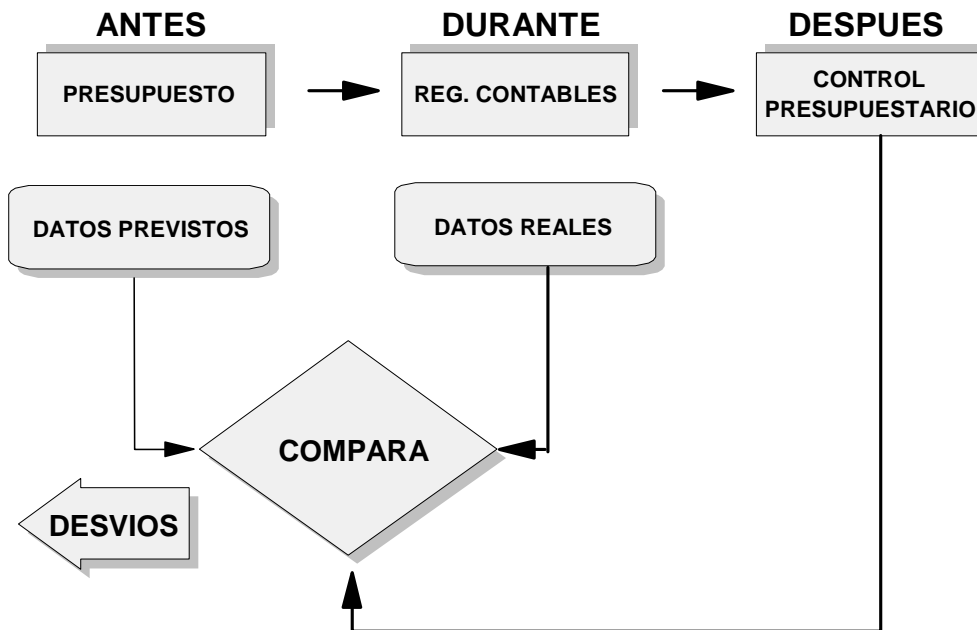 ANTES
DURANTE
DESPUES
PRESUPUESTO
REG. CONTABLES
CONTROL
PRESUPUESTARIO
DATOS PREVISTOS
DATOS REALES
COMPARA
DESVIOS